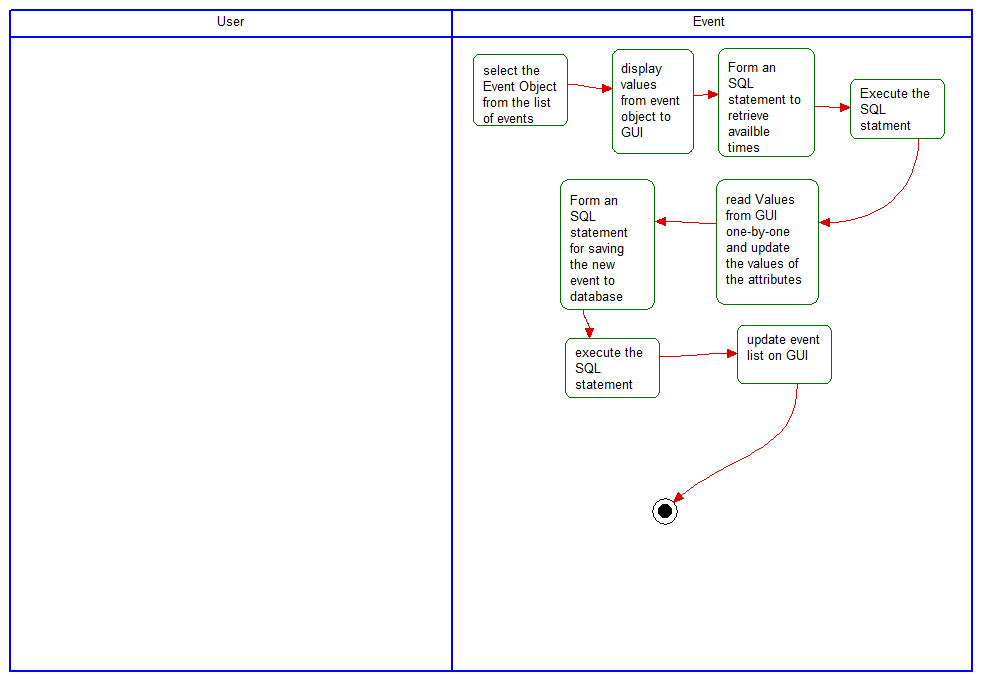 User
Event
select the
Event Object
from the list
of events
display
values
from event
object to
GUI
Form an
SQL
statement to
retrieve
availble
times
Execute the
SQL
statment
read Values
from GUI
one-by-one
and update
the values of
the attributes
Form an
SQL
statement
for saving
the new
event to
database
execute the
SQL
statement
update event
list on GUI